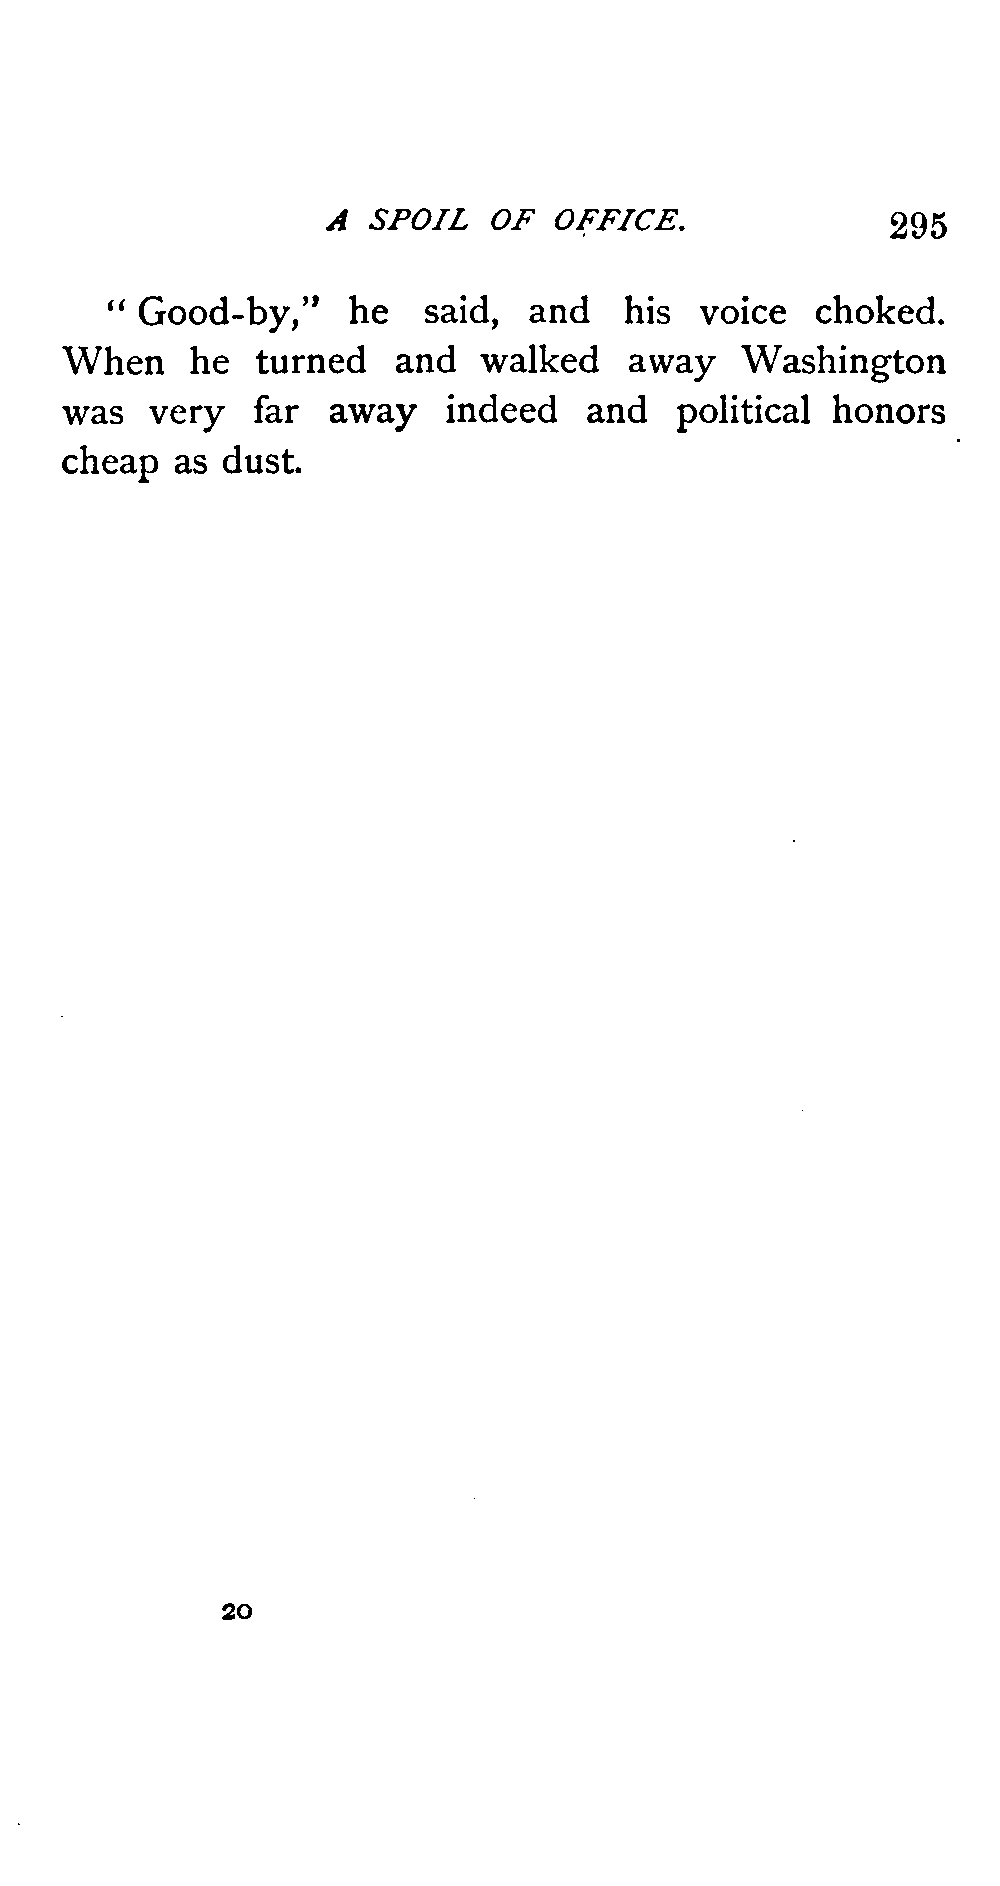 A SPOIL OF OFFICE. 295
“Good-by,” he said, and his voice choked.
When he turned and walked away Washington
was very far away indeed and political honors
cheap as dust.
20